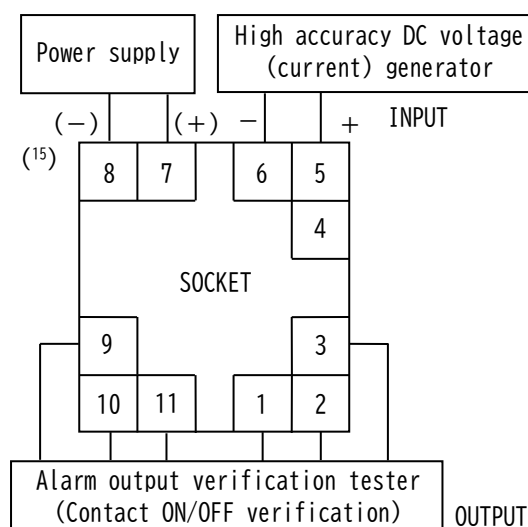 Power supply
High accuracy DC voltage
(current) generator
(−) (+) − + INPUT
(15)
8 7 6 5
4
SOCKET
9 3
10 11 1 2
Alarm output verification tester
(Contact ON/OFF verification)
OUTPUT